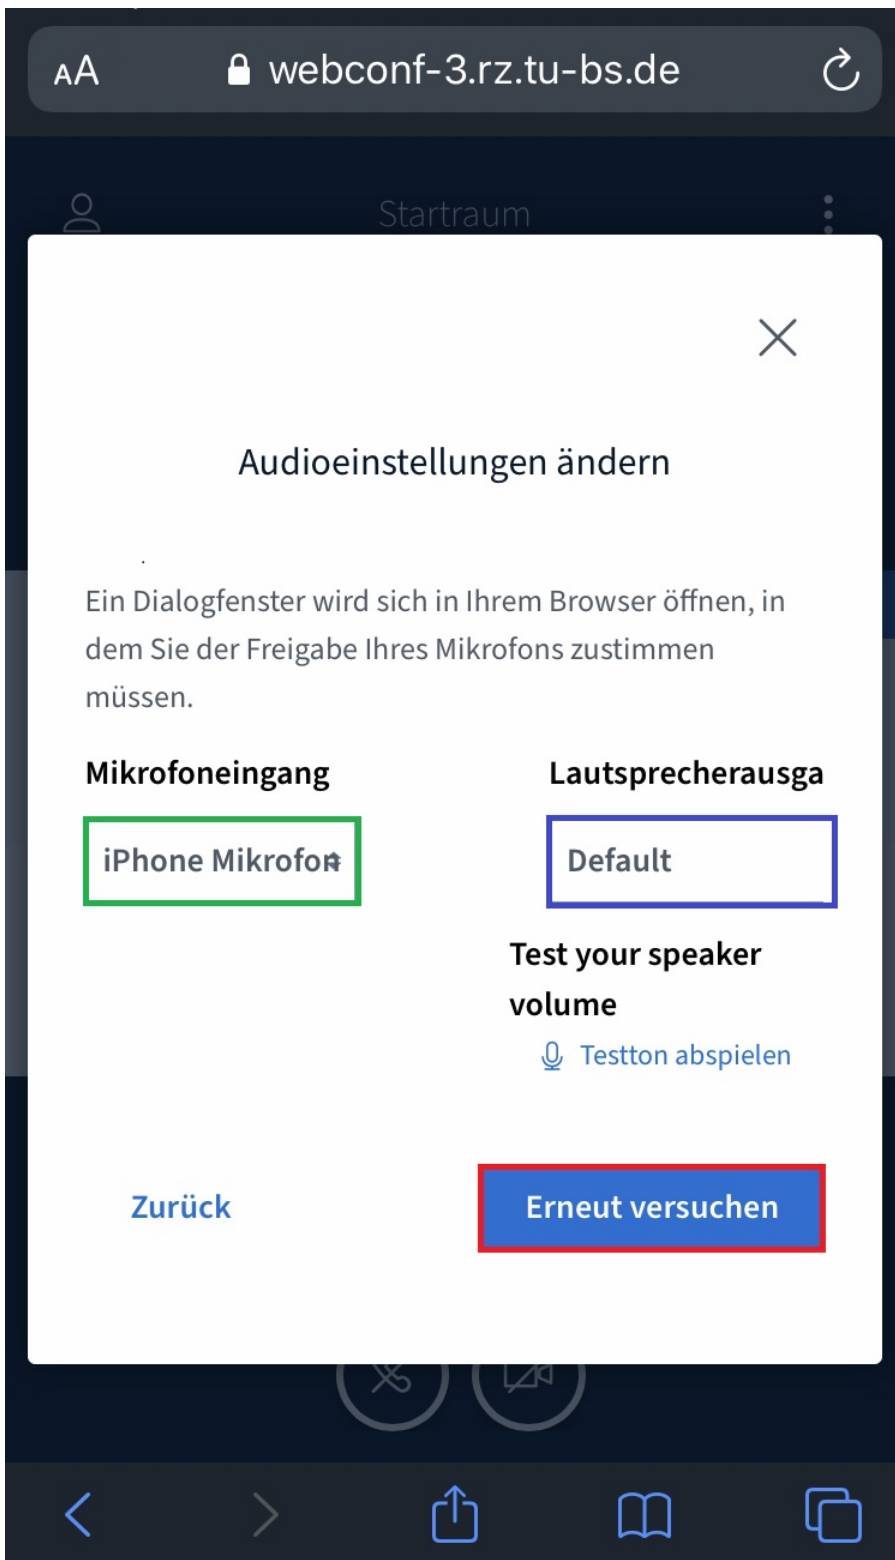 AA webconf-3.rz.tu-bs.de
Startraum
Audioeinstellungen ändern
Ein Dialogfenster wird sich in Ihrem Browser öffnen, in
dem Sie der Freigabe Ihres Mikrofons zustimmen
müssen.
Mikrofoneingang
Lautsprecherausga
iPhone Mikrofon
Default
Test your speaker
volume
Testton abspielen
Zurück
Erneut versuchen